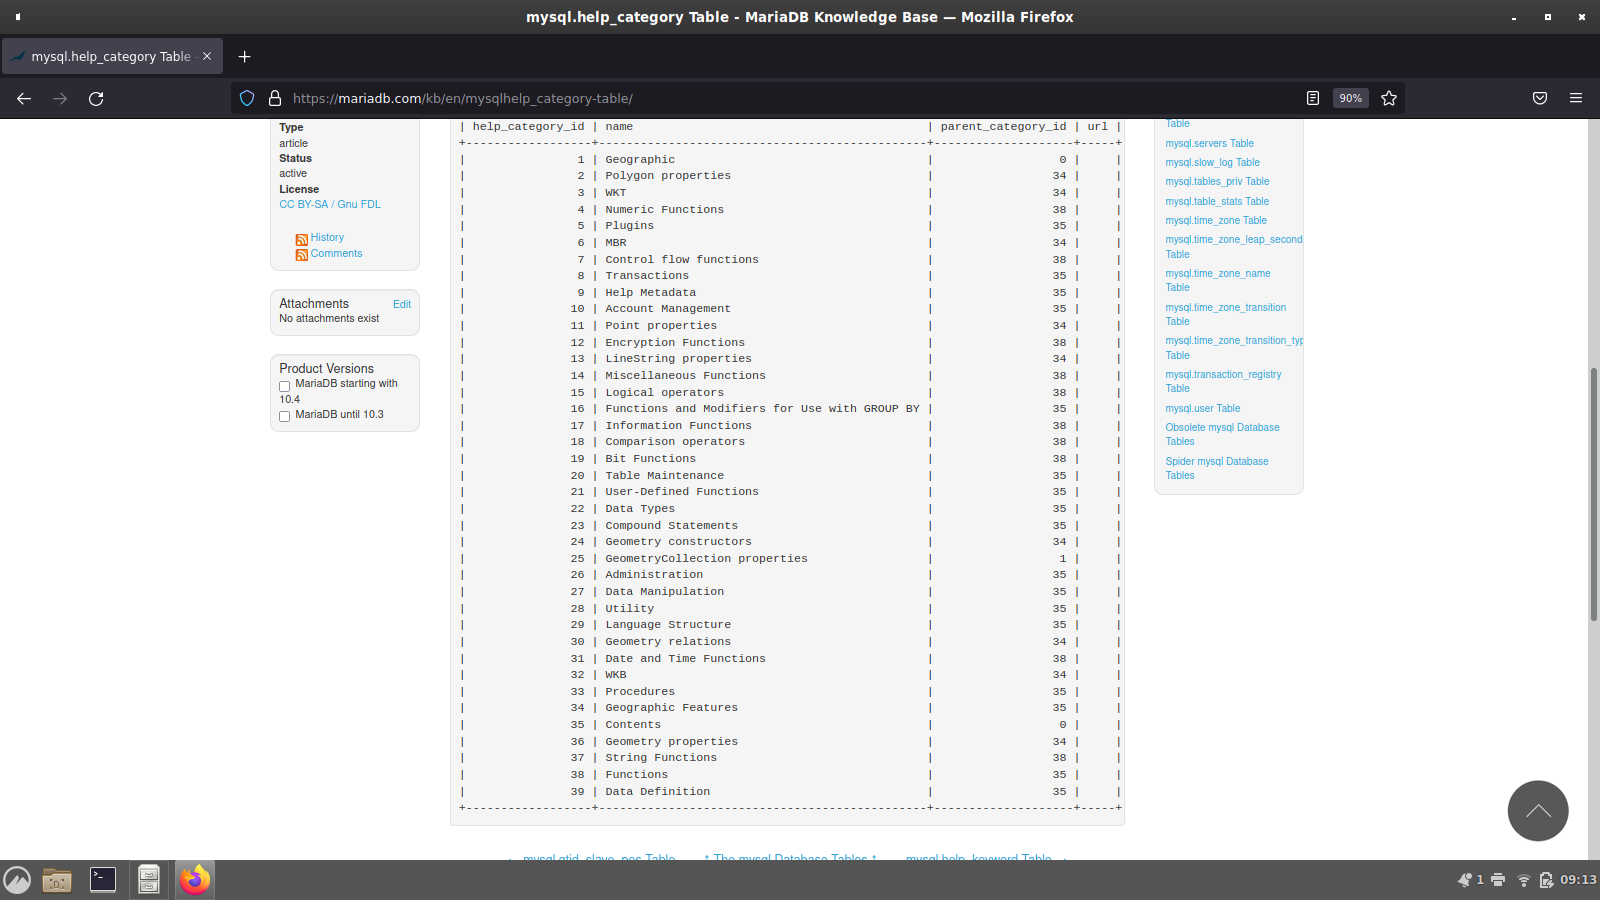 mysql.help_category Table - MariaDB Knowledge Base — Mozilla Firefox
mysql.help_category Table -
https://mariadb.com/kb/en/mysqlhelp_category-table/
90%
Type
article
Status
active
License
CC BY-SA / Gnu FDL
History
Comments
Attachments Edit
No attachments exist
Product Versions
MariaDB starting with
10.4
MariaDB until 10.3
| help_category_id | name | parent_category_id | url |
+------------------+-----------------------------------------------+--------------------+-----+
| 1 | Geographic | 0 | |
| 2 | Polygon properties | 34 | |
| 3 | WKT | 34 | |
| 4 | Numeric Functions | 38 | |
| 5 | Plugins | 35 | |
| 6 | MBR | 34 | |
| 7 | Control flow functions | 38 | |
| 8 | Transactions | 35 | |
| 9 | Help Metadata | 35 | |
| 10 | Account Management | 35 | |
| 11 | Point properties | 34 | |
| 12 | Encryption Functions | 38 | |
| 13 | LineString properties | 34 | |
| 14 | Miscellaneous Functions | 38 | |
| 15 | Logical operators | 38 | |
| 16 | Functions and Modifiers for Use with GROUP BY | 35 | |
| 17 | Information Functions | 38 | |
| 18 | Comparison operators | 38 | |
| 19 | Bit Functions | 38 | |
| 20 | Table Maintenance | 35 | |
| 21 | User-Defined Functions | 35 | |
| 22 | Data Types | 35 | |
| 23 | Compound Statements | 35 | |
| 24 | Geometry constructors | 34 | |
| 25 | GeometryCollection properties | 1 | |
| 26 | Administration | 35 | |
| 27 | Data Manipulation | 35 | |
| 28 | Utility | 35 | |
| 29 | Language Structure | 35 | |
| 30 | Geometry relations | 34 | |
| 31 | Date and Time Functions | 38 | |
| 32 | WKB | 34 | |
| 33 | Procedures | 35 | |
| 34 | Geographic Features | 35 | |
| 35 | Contents | 0 | |
| 36 | Geometry properties | 34 | |
| 37 | String Functions | 38 | |
| 38 | Functions | 35 | |
| 39 | Data Definition | 35 | |
+------------------+-----------------------------------------------+--------------------+-----+
← mysql.gtid_slave_pos Table ↑ The mysql Database Tables ↑ mysql.help_keyword Table →
Table
mysql.servers Table
mysql.slow_log Table
mysql.tables_priv Table
mysql.table_stats Table
mysql.time_zone Table
mysql.time_zone_leap_second
Table
mysql.time_zone_name
Table
mysql.time_zone_transition
Table
mysql.time_zone_transition_typ
Table
mysql.transaction_registry
Table
mysql.user Table
Obsolete mysql Database
Tables
Spider mysql Database
Tables
1
09:13